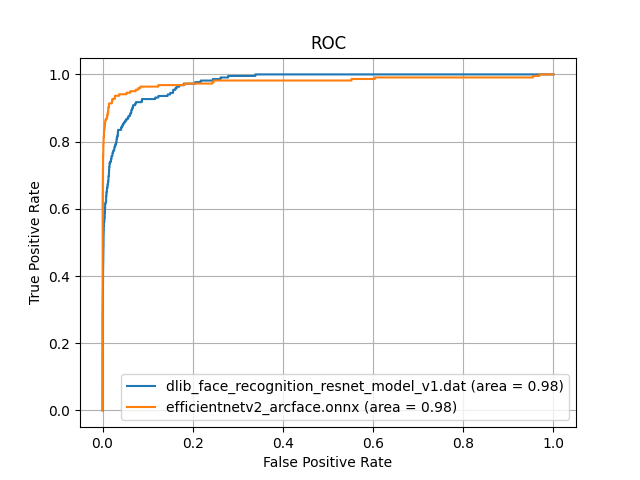 ROC
True Positive Rate
1.0
0.8
0.6
0.4
0.2
0.0
dlib_face_recognition_resnet_model_v1.dat (area = 0.98)
efficientnetv2_arcface.onnx (area = 0.98)
0.0 0.2 0.4 0.6 0.8 1.0
False Positive Rate